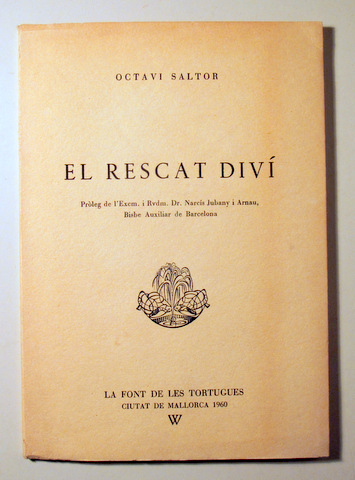 OCTAVI SALTOR
EL RESCAT DIVÍ
Pròleg de l'Excm. i Rvdm. Dr. Narcís Jubany i Arnau,
Bisbe Auxiliar de Barcelona
LA FONT DE LES TORTUGUES
CIUTAT DE MALLORCA 1960
W